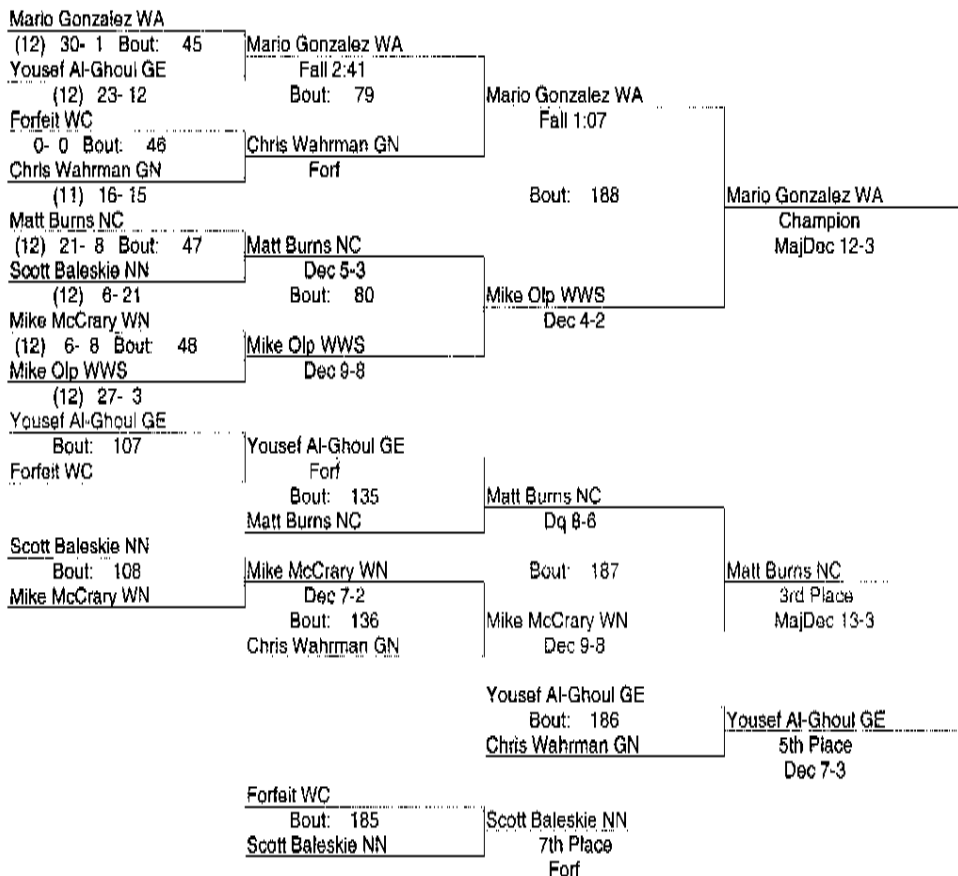 Mario Gonzalez WA
(12) 30- 1 Bout: 45
Yousef Al-Ghoul GE
(12) 23- 12
Forfeit WC
0- 0 Bout: 46
Chris Wahrman GN
(11) 16- 15
Matt Burns NC
(12) 21- 8 Bout: 47
Scott Baleskie NN
(12) 6- 21
Mike McCrary WN
(12) 6- 8 Bout: 48
Mike Olp WWS
(12) 27- 3
Mario Gonzalez WA
Fall 2:41
Bout: 79
Chris Wahrman GN
Forf
Matt Burns NC
Dec 5-3
Bout: 80
Mike Olp WWS
Dec 9-8
Mario Gonzalez WA
Fall 1:07
Bout: 188
Mike Olp WWS
Dec 4-2
Mario Gonzalez WA
Champion
MajDec 12-3
Yousef Al-Ghoul GE
Bout: 107
Forfeit WC
Scott Baleskie NN
Bout: 108
Mike McCrary WN
Yousef Al-Ghoul GE
Forf
Bout: 135
Matt Burns NC
Mike McCrary WN
Dec 7-2
Bout: 136
Chris Wahrman GN
Matt Burns NC
Dq 8-6
Bout: 187
Mike McCrary WN
Dec 9-8
Matt Burns NC
3rd Place
MajDec 13-3
Yousef Al-Ghoul GE
Bout: 186
Chris Wahrman GN
Yousef Al-Ghoul GE
5th Place
Dec 7-3
Forfeit WC
Bout: 185
Scott Baleskie NN
Scott Baleskie NN
7th Place
Forf